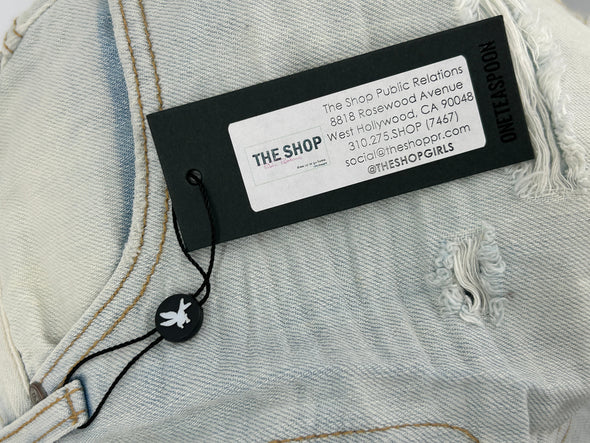 ONETEASPOON
The Shop Public Relations
8818 Rosewood Avenue
West Hollywood, CA 90048
310.275.SHOP (7467)
social@theshoppr.com
@THESHOPGIRLS
THE SHOP